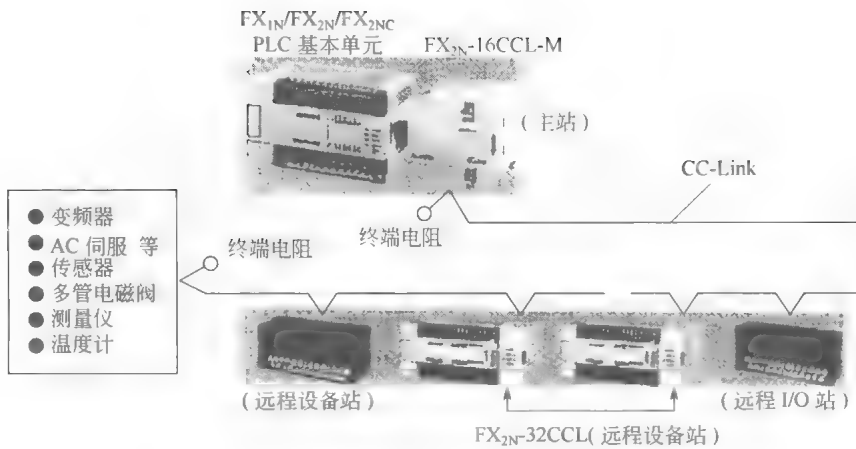 FX1N/FX2N/FX2NC
PLC 基本单元
FX2N-16CCL-M
(主站)
CC-Link
终端电阻
终端电阻
● 变频器
● AC 伺服 等
● 传感器
● 多管电磁阀
● 测量仪
● 温度计
(远程设备站)
(远程 I/O 站)
FX2N-32CCL(远程设备站)